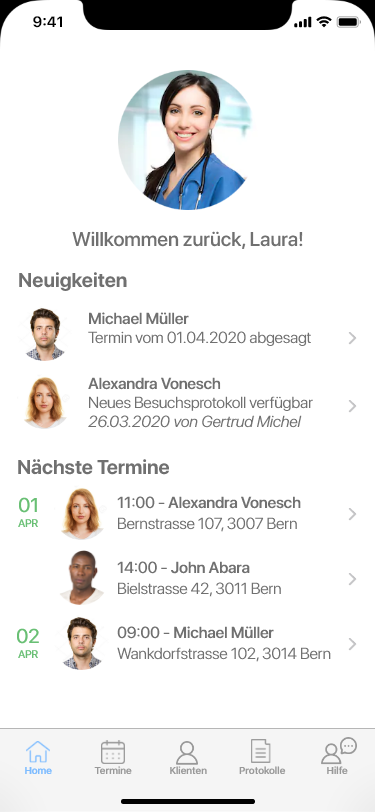 9:41
Willkommen zurück, Laura!
Neuigkeiten
Michael Müller
Termin vom 01.04.2020 abgesagt
Alexandra Vonesch
Neues Besuchsprotokoll verfügbar
26.03.2020 von Gertrud Michel
Nächste Termine
01
APR
11:00 - Alexandra Vonesch
Bernstrasse 107, 3007 Bern
14:00 - John Abara
Bielstrasse 42, 3011 Bern
02
APR
09:00 - Michael Müller
Wankdorfstrasse 102, 3014 Bern
Home
Termine
Klienten
Protokolle
Hilfe